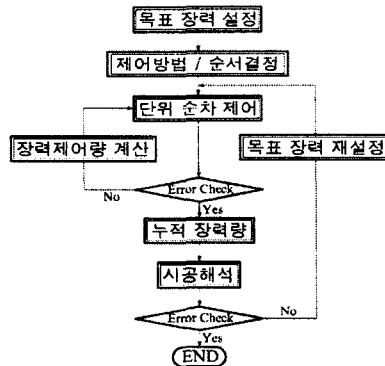 목표 장력 설정
제어방법 / 순서결정
단위 순차 제어
장력제어량 계산
목표 장력 재설정
Error Check
No
Yes
누적 장력량
시공해석
Error Check
No
Yes
END